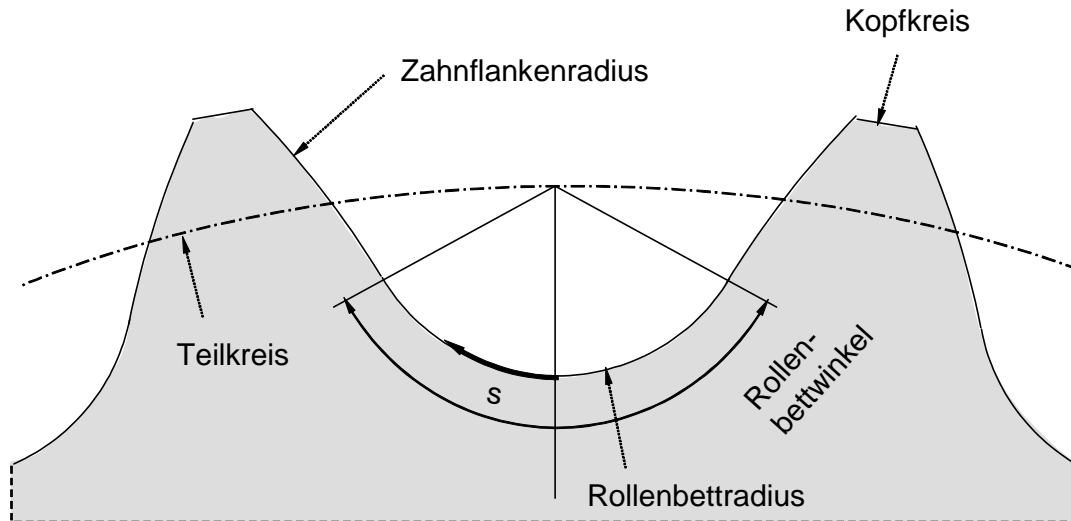 Kopfkreis
Zahnflankenradius
Teilkreis
s
Rollen-
bettwinkel
Rollenbettradius